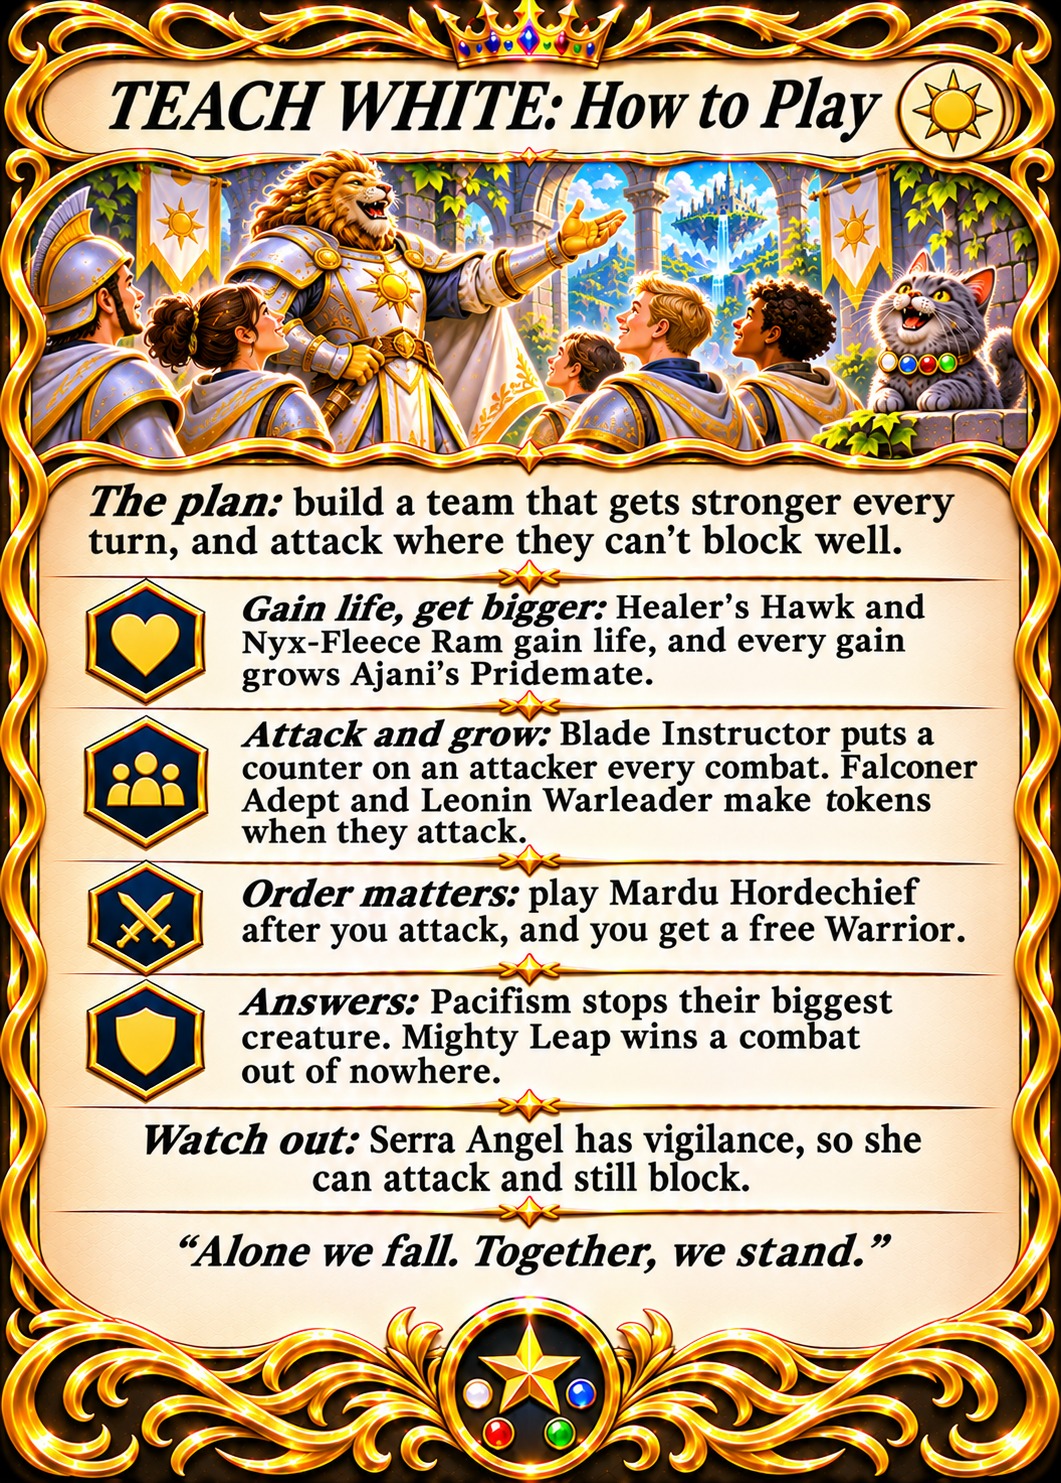 TEACH WHITE: How to Play
The plan: build a team that gets stronger every
turn, and attack where they can't block well.
Gain life, get bigger: Healer's Hawk and
Nyx-Fleece Ram gain life, and every gain
grows Ajani's Pridemate.
Attack and grow: Blade Instructor puts a
counter on an attacker every combat. Falconer
Adept and Leonin Warleader make tokens
when they attack.
Order matters: play Mardu Hordechief
after you attack, and you get a free Warrior.
Answers: Pacifism stops their biggest
creature. Mighty Leap wins a combat
out of nowhere.
Watch out: Serra Angel has vigilance, so she
can attack and still block.
“Alone we fall. Together, we stand.”